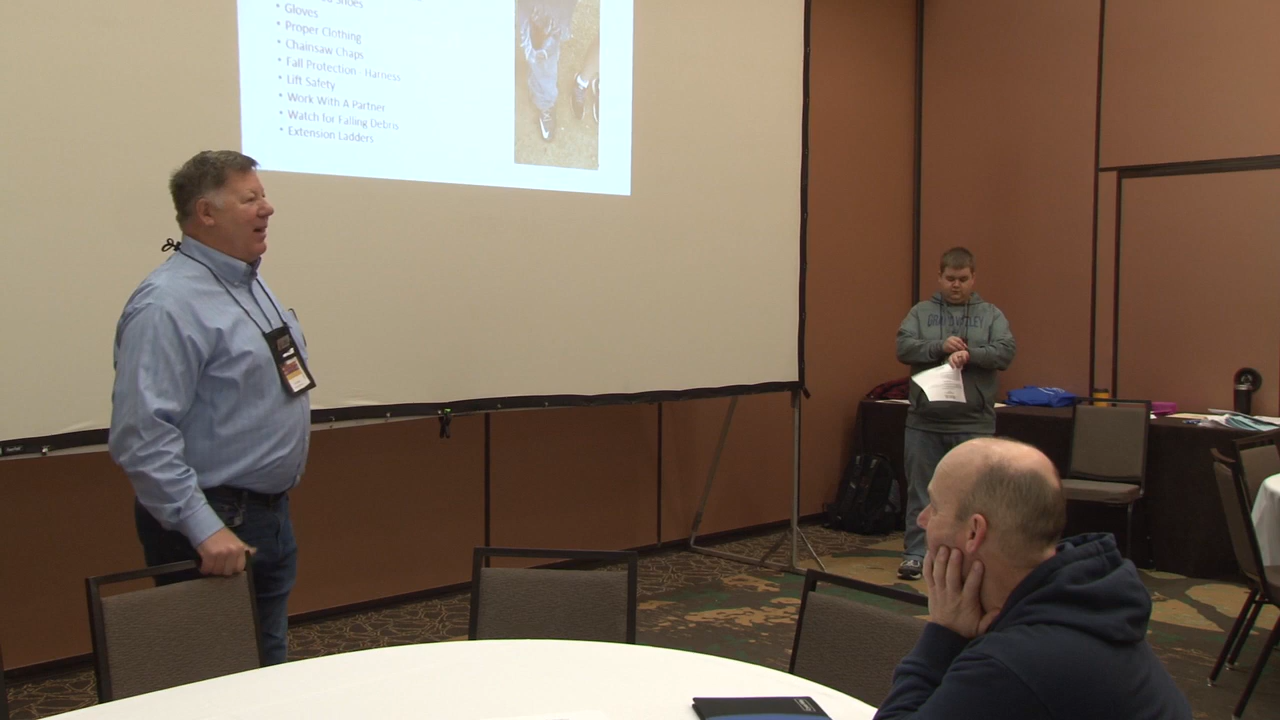 Shoes
• Gloves
• Proper Clothing
• Chainsaw Chaps
• Fall Protection - Harness
• Lift Safety
• Work With A Partner
• Watch for Falling Debris
• Extension Ladders